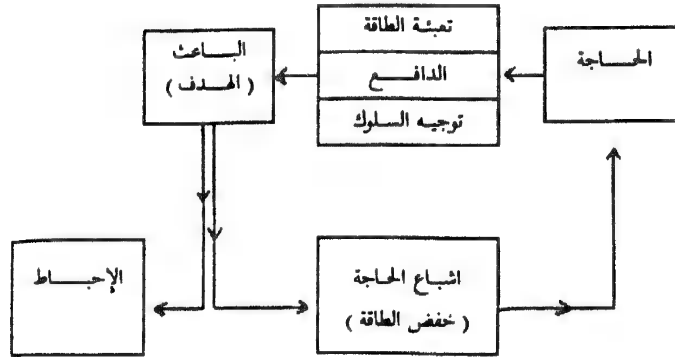 الحاجة
تعبئة الطاقة
الدافع
توجيه السلوك
الباعث
( الهدف )
اشباع الحاجة
( خفض الطاقة )
الإحباط